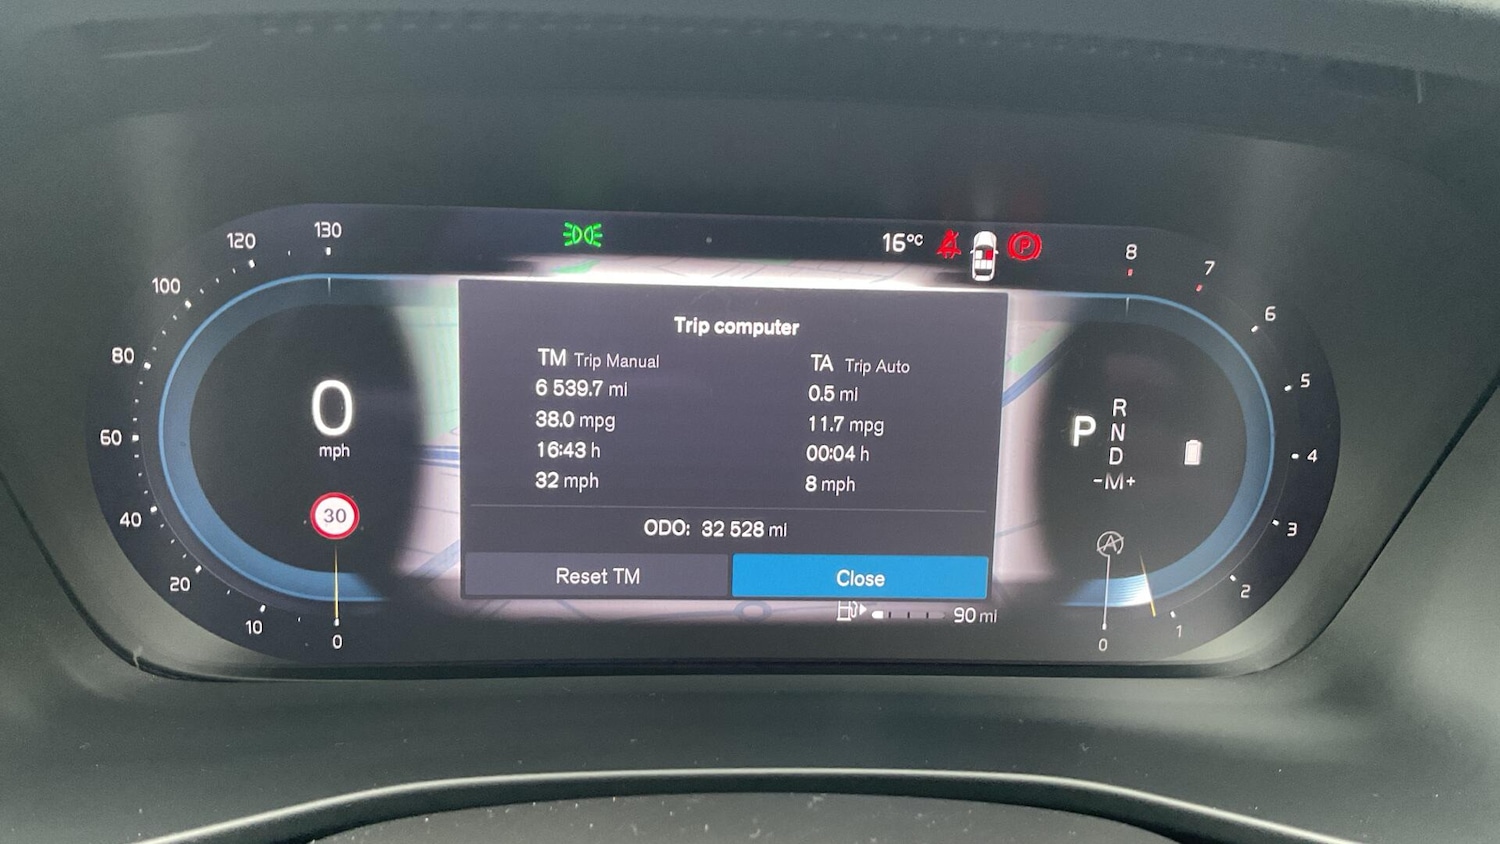 130
120
100
80
60
40
20
10
0
0
mph
30
16°C
P
Trip computer
TM Trip Manual
6 539.7 mi
38.0 mpg
16:43 h
32 mph
TA Trip Auto
0.5 mi
11.7 mpg
00:04 h
8 mph
ODO: 32 528 mi
Reset TM
Close
90 mi
8
7
6
5
4
3
2
1
0
P
R
N
D
-M+
A